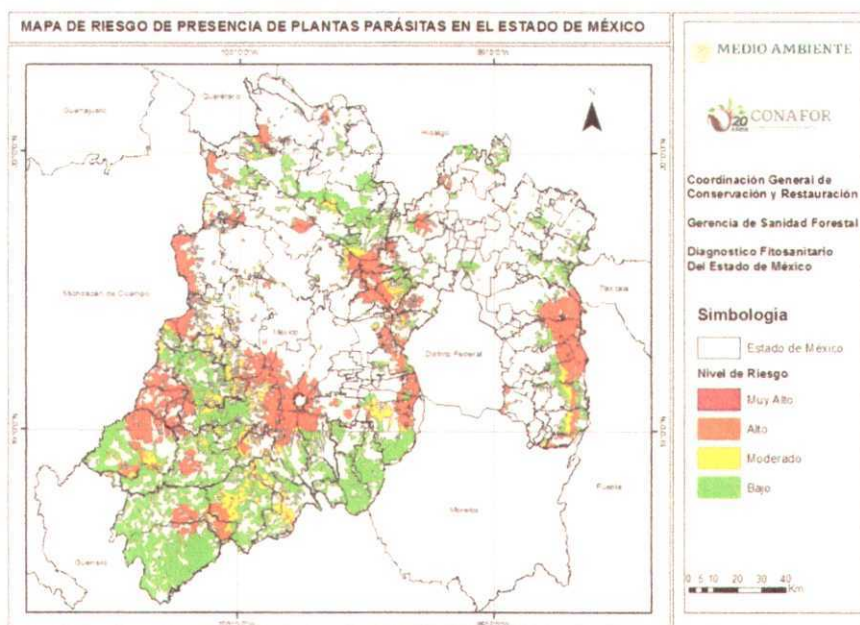 MAPA DE RIESGO DE PRESENCIA DE PLANTAS PARÁSITAS EN EL ESTADO DE MÉXICO
Guanajuato
Querétaro
Hidalgo
N
Michoacán de Ocampo
México
Distrito Federal
Tlaxcala
Puebla
Morelos
Guerrero
MEDIO AMBIENTE
20
CONAFOR
Coordinación General de
Conservación y Restauración
Gerencia de Sanidad Forestal
Diagnostico Fitosanitario
Del Estado de México
Simbologia
Estado de México
Nivel de Riesgo
Muy Alto
Alto
Moderado
Bajo
0 5 10 20 30 40
Km